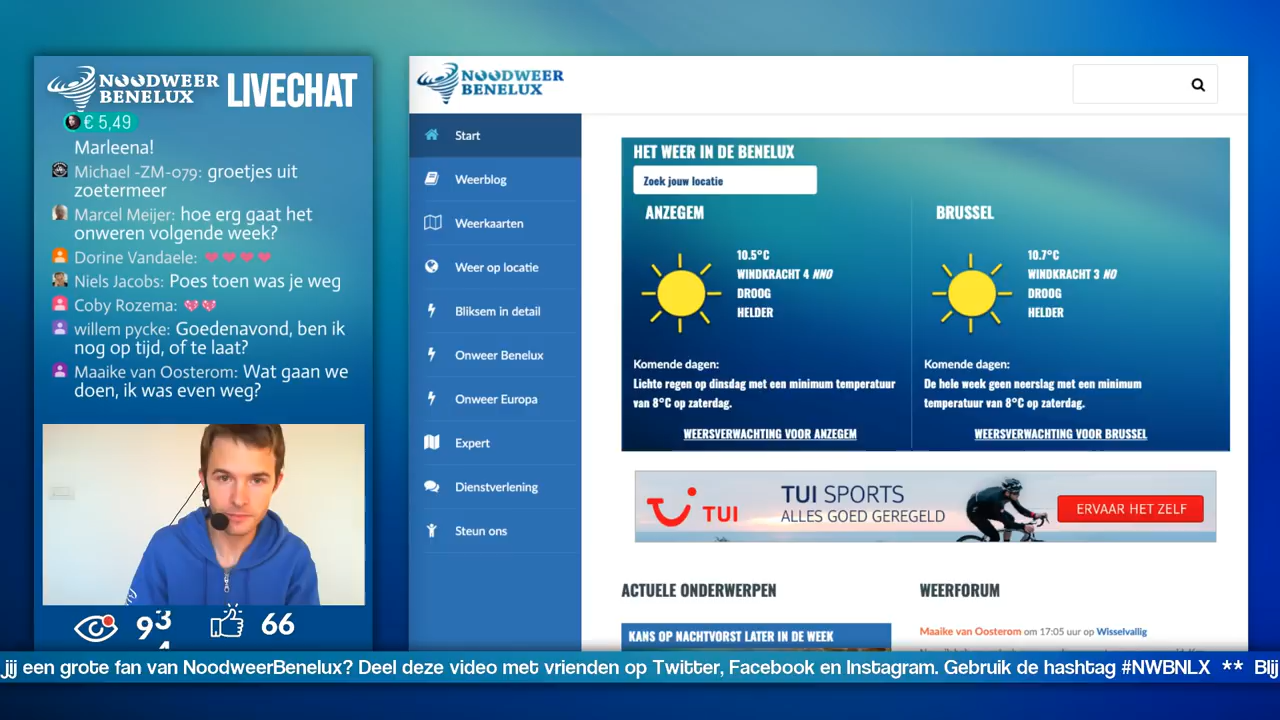 NOODWEER
BENELUX
LIVECHAT
€ 5,49
Marleena!
Michael -ZM-079: groetjes uit
zoetermeer
Marcel Meijer: hoe erg gaat het
onweren volgende week?
Dorine Vandaele:
Niels Jacobs: Poes toen was je weg
Coby Rozema:
willem pycke: Goedenavond, ben ik
nog op tijd, of te laat?
Maaike van Oosterom: Wat gaan we
doen, ik was even weg?
66
NOODWEER
BENELUX
Start
Weerblog
Weerkaarten
Weer op locatie
Bliksem in detail
Onweer Benelux
Onweer Europa
Expert
Dienstverlening
Steun ons
HET WEER IN DE BENELUX
Zoek jouw locatie
ANZEGEM
10.5°C
WINDKRACHT 4 NNO
DROOG
HELDER
Komende dagen:
Lichte regen op dinsdag met een minimum temperatuur
van 8°C op zaterdag.
WEERSVERWACHTING VOOR ANZEGEM
BRUSSEL
10.7°C
WINDKRACHT 3 NO
DROOG
HELDER
Komende dagen:
De hele week geen neerslag met een minimum
temperatuur van 8°C op zaterdag.
WEERSVERWACHTING VOOR BRUSSEL
TUI
TUI SPORTS
ALLES GOED GEREGELD
ERVAAR HET ZELF
ACTUELE ONDERWERPEN
KANS OP NACHTVORST LATER IN DE WEEK
WEERFORUM
Maaike van Oosterom om 17:05 uur op Wisselvallig
jij een grote fan van NoodweerBenelux? Deel deze video met vrienden op Twitter, Facebook en Instagram. Gebruik de hashtag #NWBNLX ** Blij